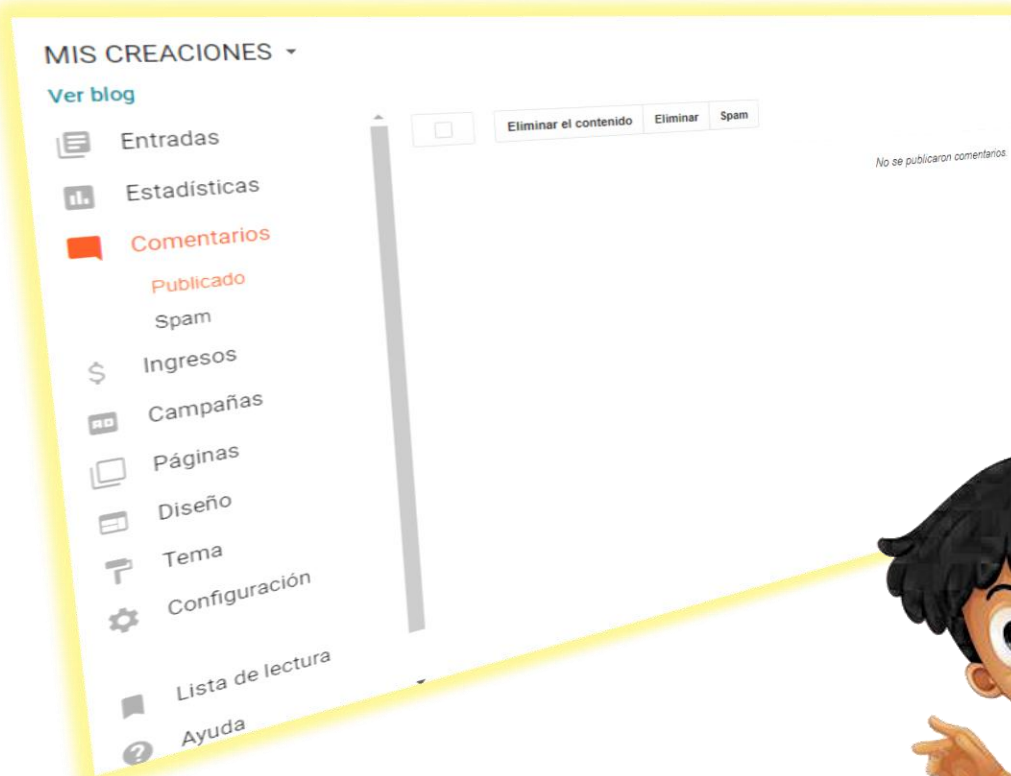 MIS CREACIONES
Ver blog
Entradas
Estadísticas
Comentarios
Publicado
Spam
Ingresos
Campañas
Páginas
Diseño
Tema
Configuración
Lista de lectura
Ayuda
Eliminar el contenido Eliminar Spam
No se publicaron comentarios.